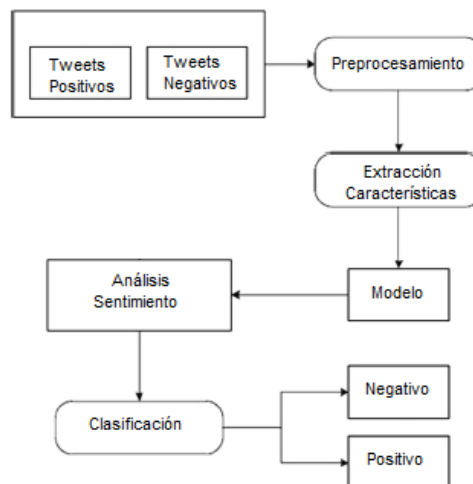 Tweets
Positivos
Tweets
Negativos
Preprocesamiento
Extracción
Características
Modelo
Análisis
Sentimiento
Clasificación
Negativo
Positivo